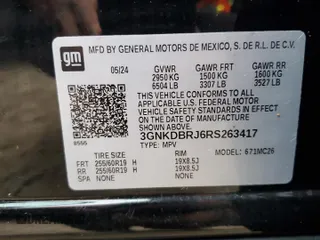 gm
MFD BY GENERAL MOTORS DE MEXICO, S. DE R.L. DE C.V.
05/24 GVWR GAWR FRT GAWR RR
2950 KG 1500 KG 1600 KG
6504 LB 3307 LB 3527 LB
THIS VEHICLE CONFORMS TO ALL
APPLICABLE U.S. FEDERAL MOTOR
VEHICLE SAFETY STANDARDS IN
EFFECT ON THE DATE OF
MANUFACTURE SHOWN ABOVE.
3GNKDBRJ6RS263417
TYPE: MPV MODEL: 671MC26
TIRE SIZE RIM
FRT 255/60R19 H 19X8.5J
RR 255/60R19 H 19X8.5J
SPA NONE NONE